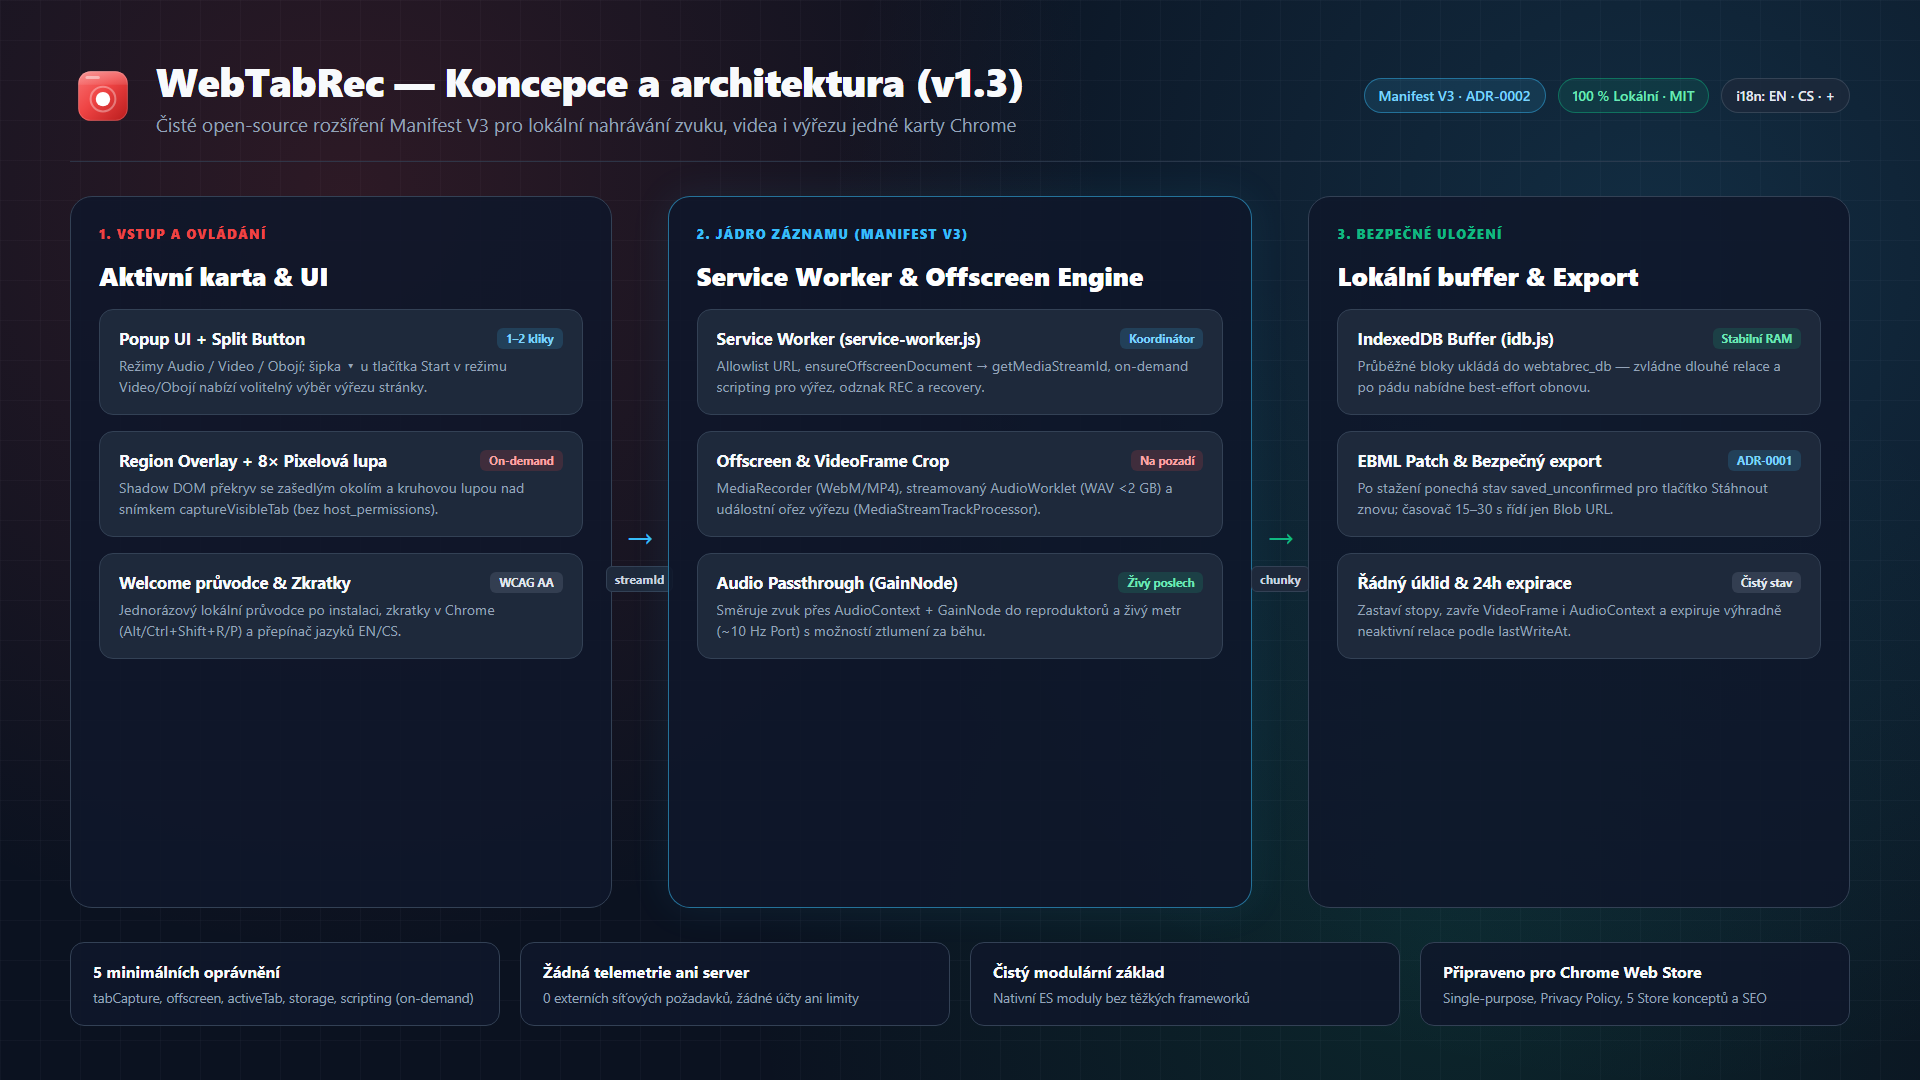 WebTabRec — Koncepce a architektura (v1.3)
Čisté open-source rozšíření Manifest V3 pro lokální nahrávání zvuku, videa i výřezu jedné karty Chrome
Manifest V3 · ADR-0002
100 % Lokální · MIT
i18n: EN · CS · +
1. VSTUP A OVLÁDÁNÍ
Aktivní karta & UI
Popup UI + Split Button
1–2 kliky
Režimy Audio / Video / Obojí; šipka ▾ u tlačítka Start v režimu
Video/Obojí nabízí volitelný výběr výřezu stránky.
Region Overlay + 8× Pixelová lupa
On-demand
Shadow DOM překryv se zašedlým okolím a kruhovou lupou nad
snímkem captureVisibleTab (bez host_permissions).
Welcome průvodce & Zkratky
WCAG AA
Jednorázový lokální průvodce po instalaci, zkratky v Chrome
(Alt/Ctrl+Shift+R/P) a přepínač jazyků EN/CS.
→
streamId
2. JÁDRO ZÁZNAMU (MANIFEST V3)
Service Worker & Offscreen Engine
Service Worker (service-worker.js)
Koordinátor
Allowlist URL, ensureOffscreenDocument → getMediaStreamId, on-demand
scripting pro výřez, odznak REC a recovery.
Offscreen & VideoFrame Crop
Na pozadí
MediaRecorder (WebM/MP4), streamovaný AudioWorklet (WAV <2 GB) a
událostní ořez výřezu (MediaStreamTrackProcessor).
Audio Passthrough (GainNode)
Živý poslech
Směruje zvuk přes AudioContext + GainNode do reproduktorů a živý metr
(~10 Hz Port) s možností ztlumení za běhu.
→
chunky
3. BEZPEČNÉ ULOŽENÍ
Lokální buffer & Export
IndexedDB Buffer (idb.js)
Stabilní RAM
Průběžné bloky ukládá do webtabrec_db — zvládne dlouhé relace a
po pádu nabídne best-effort obnovu.
EBML Patch & Bezpečný export
ADR-0001
Po stažení ponechá stav saved_unconfirmed pro tlačítko Stáhnout
znovu; časovač 15–30 s řídí jen Blob URL.
Řádný úklid & 24h expirace
Čistý stav
Zastaví stopy, zavře VideoFrame i AudioContext a expiruje výhradně
neaktivní relace podle lastWriteAt.
5 minimálních oprávnění
tabCapture, offscreen, activeTab, storage, scripting (on-demand)
Žádná telemetrie ani server
0 externích síťových požadavků, žádné účty ani limity
Čistý modulární základ
Nativní ES moduly bez těžkých frameworků
Připraveno pro Chrome Web Store
Single-purpose, Privacy Policy, 5 Store konceptů a SEO